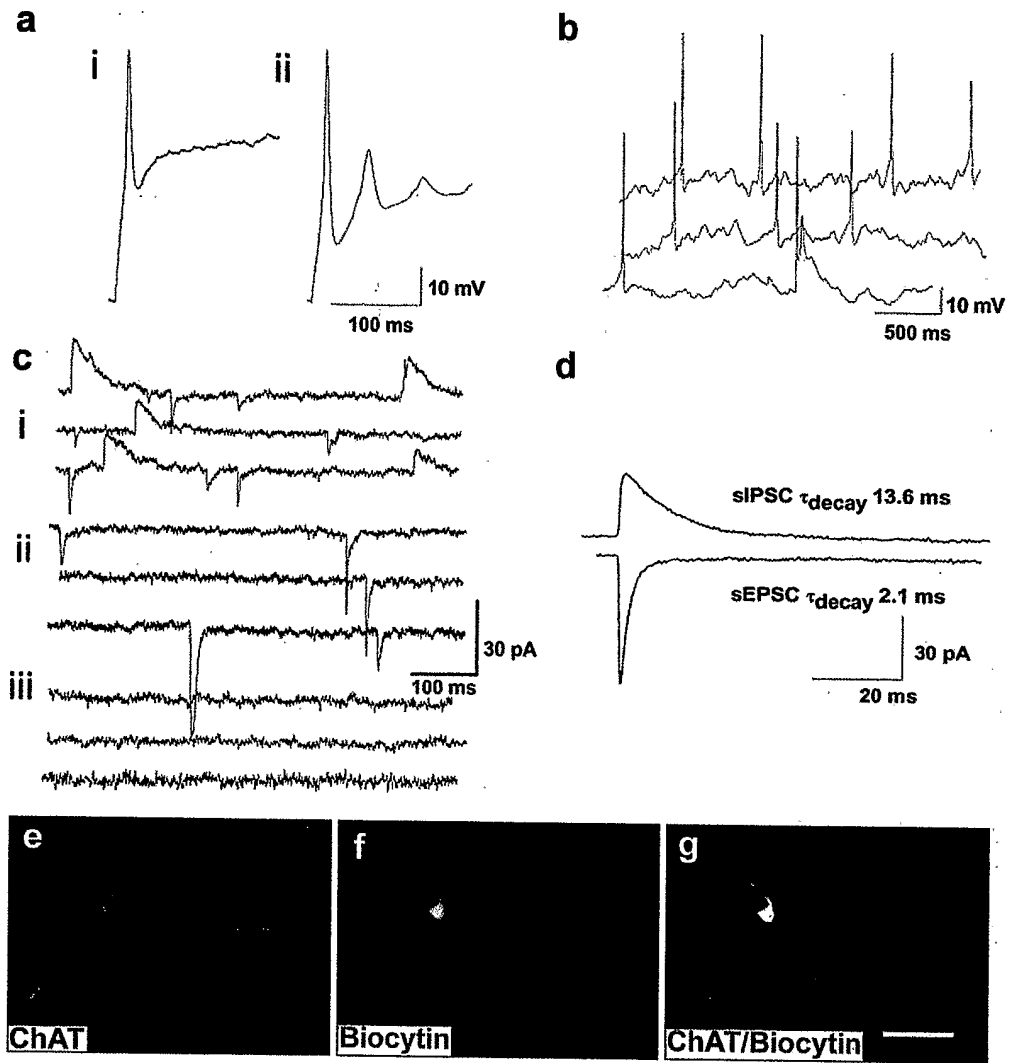 a
i
ii
10 mV
100 ms
b
10 mV
500 ms
c
i
ii
iii
30 pA
100 ms
d
sIPSC τdecay 13.6 ms
sEPSC τdecay 2.1 ms
30 pA
20 ms
e
ChAT
f
Biocytin
g
ChAT/Biocytin